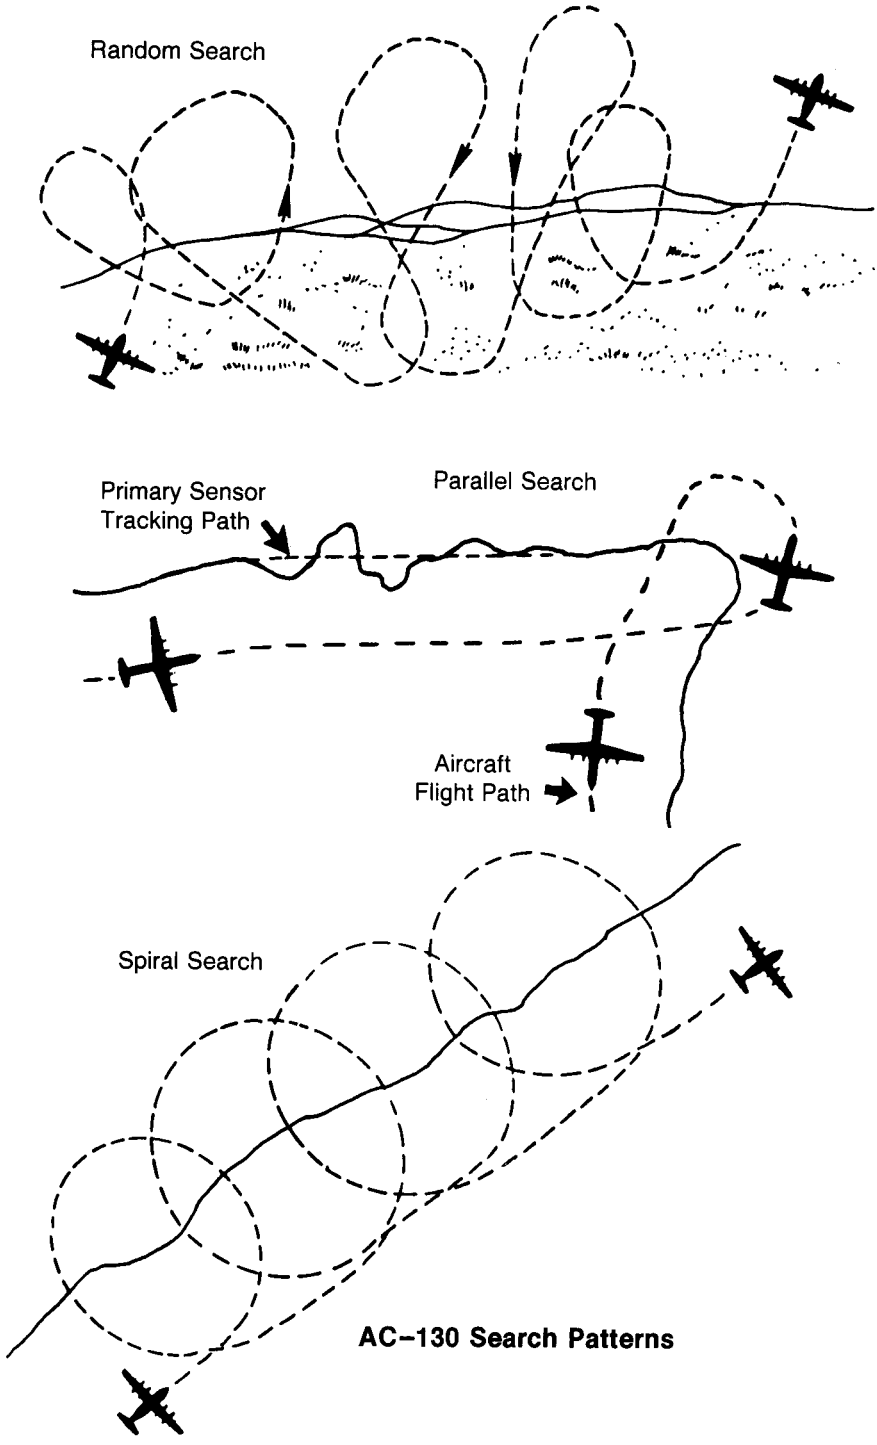 Random Search
Primary Sensor
Tracking Path
Parallel Search
Aircraft
Flight Path
Spiral Search
AC–130 Search Patterns